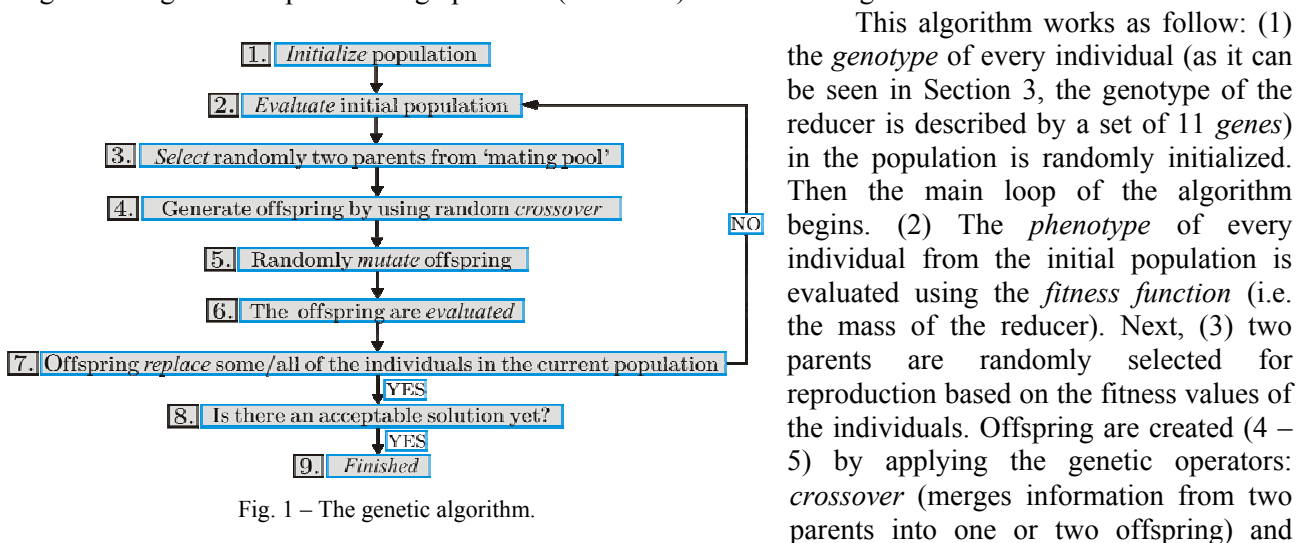 1. Initialize population
2. Evaluate initial population
3. Select randomly two parents from ‘mating pool’
4. Generate offspring by using random crossover
NO
5. Randomly mutate offspring
6. The offspring are evaluated
7. Offspring replace some/all of the individuals in the current population
YES
8. Is there an acceptable solution yet?
YES
9. Finished
Fig. 1 – The genetic algorithm.
This algorithm works as follow: (1)
the genotype of every individual (as it can
be seen in Section 3, the genotype of the
reducer is described by a set of 11 genes)
in the population is randomly initialized.
Then the main loop of the algorithm
begins. (2) The phenotype of every
individual from the initial population is
evaluated using the fitness function (i.e.
the mass of the reducer). Next, (3) two
parents are randomly selected for
reproduction based on the fitness values of
the individuals. Offspring are created (4 –
5) by applying the genetic operators:
crossover (merges information from two
parents into one or two offspring) and